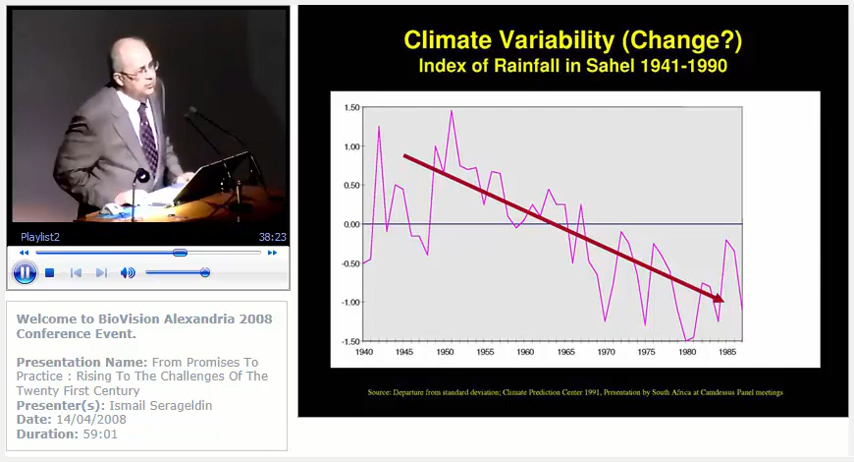 Climate Variability (Change?)
Index of Rainfall in Sahel 1941-1990
1.50
1.00
0.50
0.00
-0.50
-1.00
-1.50
1940 1945 1950 1955 1960 1965 1970 1975 1980 1985
Source: Departure from standard deviation; Climate Prediction Center 1991, Persentation by South Africa at Camdessus Panel meetings
Playlist2 38:23
Welcome to BioVision Alexandria 2008
Conference Event.
Presentation Name: From Promises To
Practice : Rising To The Challenges Of The
Twenty First Century
Presenter(s): Ismail Serageldin
Date: 14/04/2008
Duration: 59:01